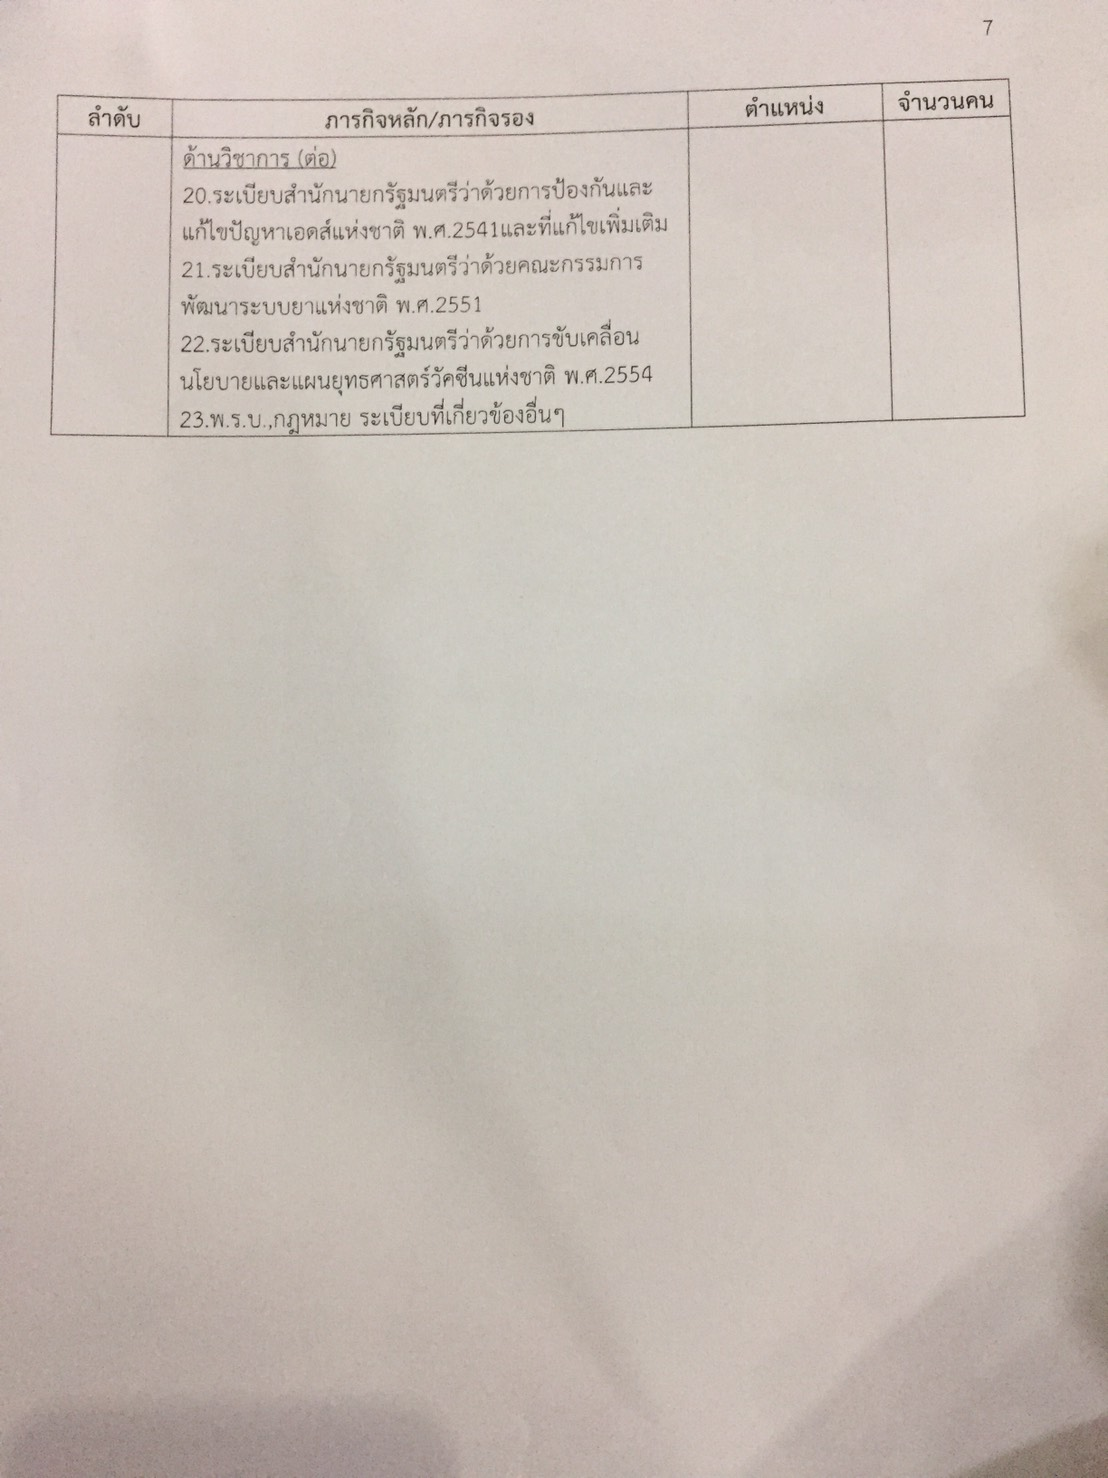 7
ลำดับ ภารกิจหลัก/ภารกิจรอง ตำแหน่ง จำนวนคน
ด้านวิชาการ (ต่อ)
20.ระเบียบสำนักนายกรัฐมนตรีว่าด้วยการป้องกันและ
แก้ไขปัญหาเอดส์แห่งชาติ พ.ศ.2541และที่แก้ไขเพิ่มเติม
21.ระเบียบสำนักนายกรัฐมนตรีว่าด้วยคณะกรรมการ
พัฒนาระบบยาแห่งชาติ พ.ศ.2551
22.ระเบียบสำนักนายกรัฐมนตรีว่าด้วยการขับเคลื่อน
นโยบายและแผนยุทธศาสตร์วัคซีนแห่งชาติ พ.ศ.2554
23.พ.ร.บ.,กฎหมาย ระเบียบที่เกี่ยวข้องอื่นๆ